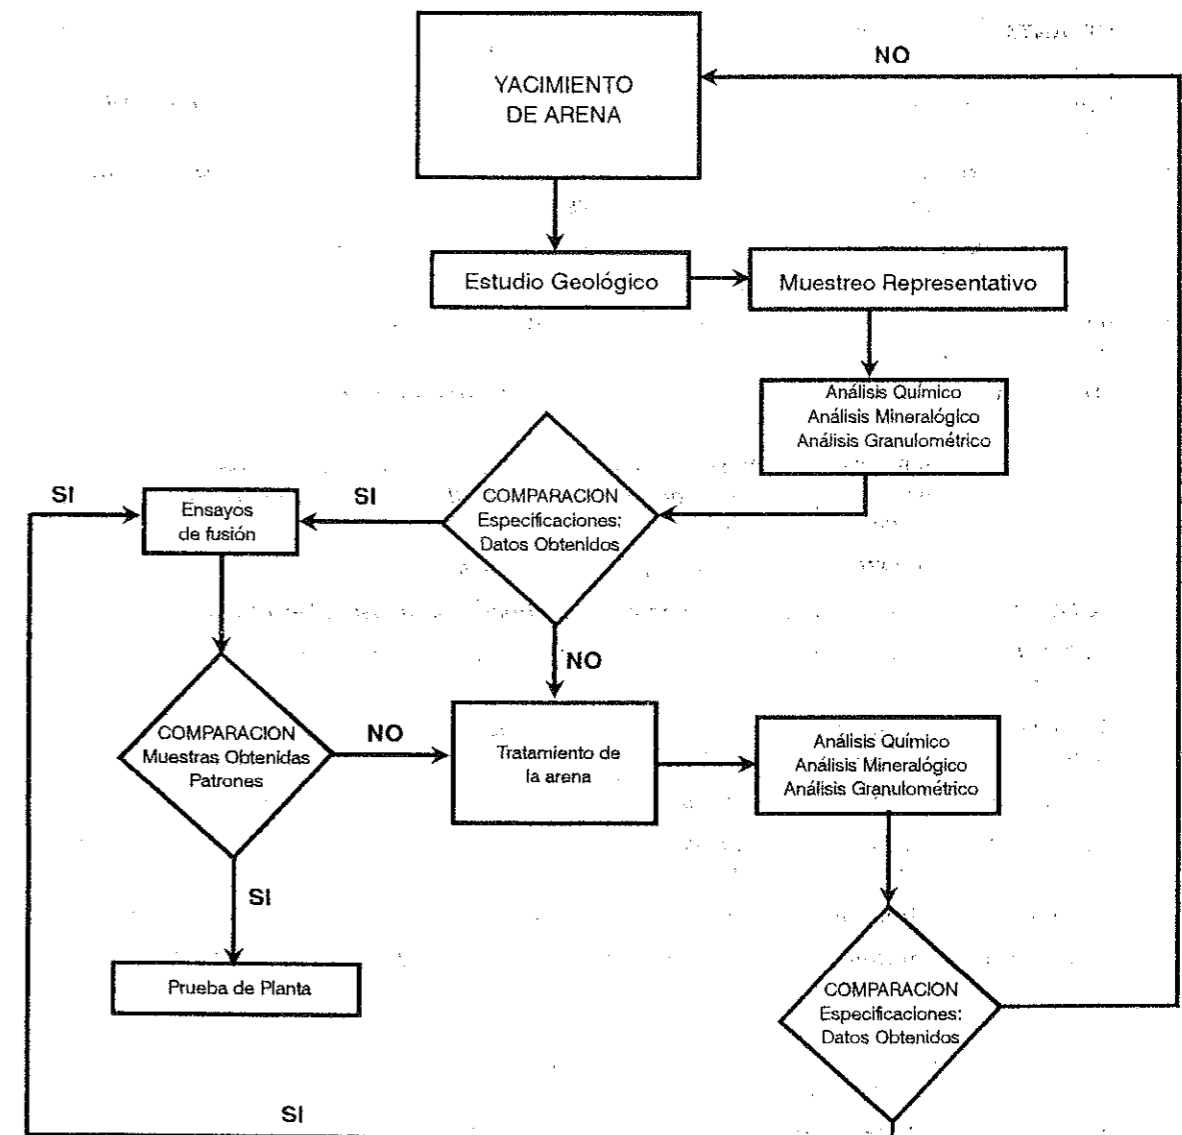 NO
YACIMIENTO
DE ARENA
Estudio Geológico
Muestreo Representativo
Análisis Químico
Análisis Mineralógico
Análisis Granulométrico
SI
Ensayos
de fusión
SI
COMPARACION
Especificaciones:
Datos Obtenidos
NO
COMPARACION
Muestras Obtenidas
Patrones
NO
Tratamiento de
la arena
Análisis Químico
Análisis Mineralógico
Análisis Granulométrico
SI
Prueba de Planta
COMPARACION
Especificaciones:
Datos Obtenidos
SI